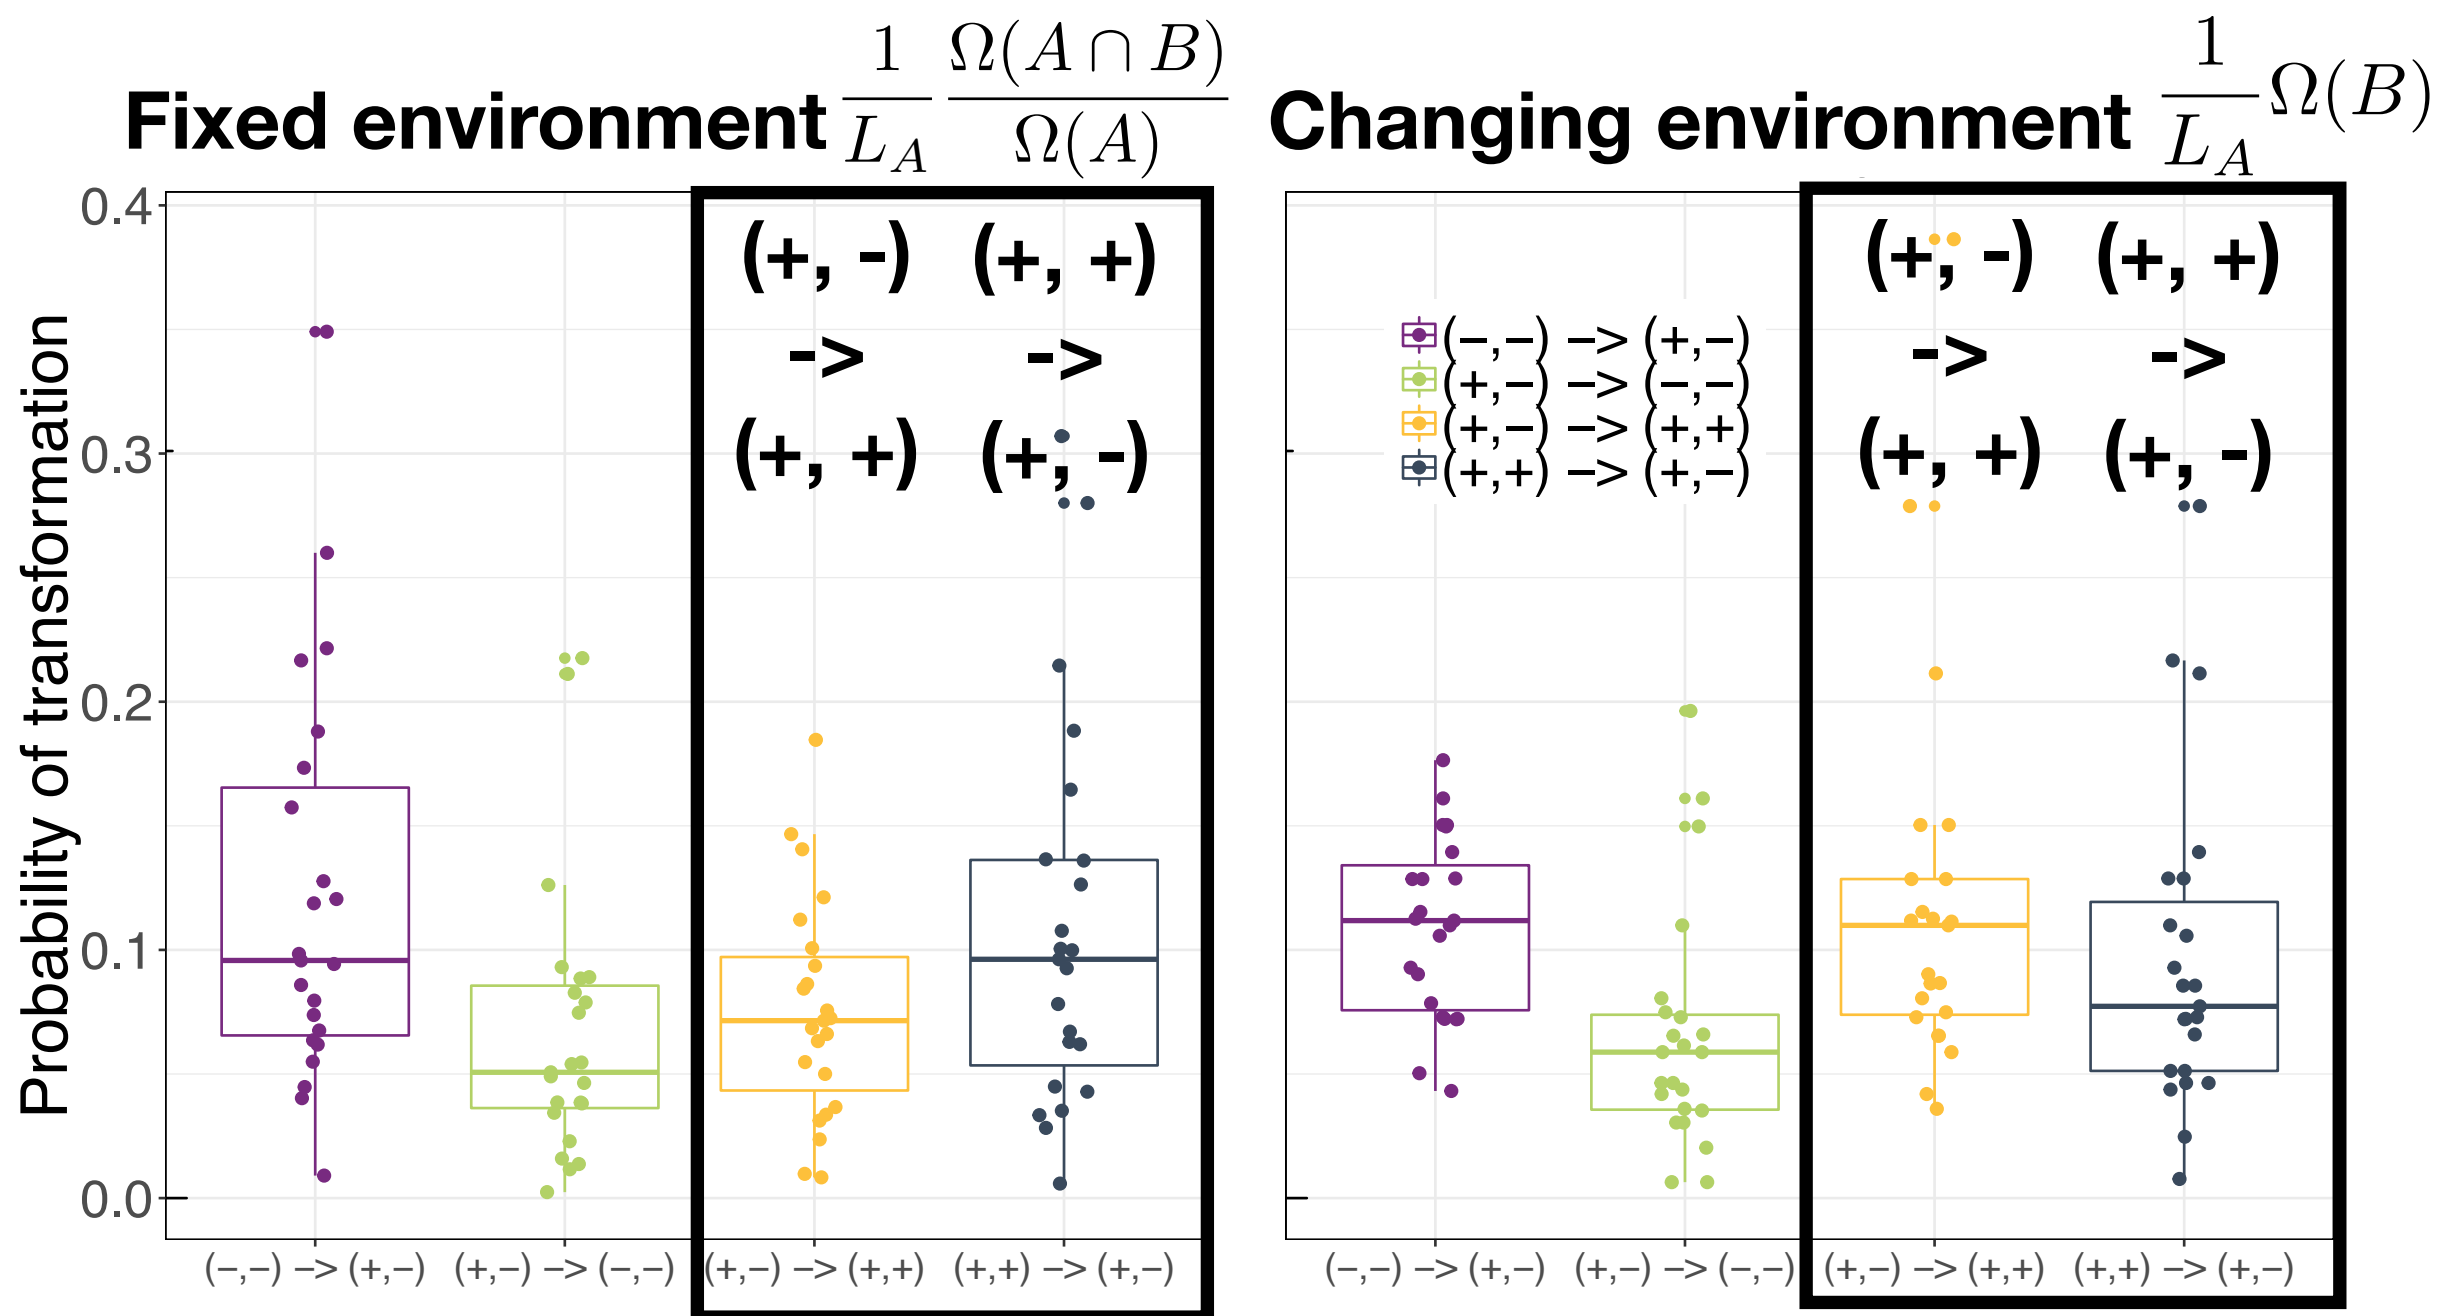 Fixed environment 1/L_A Ω(A ∩ B)/Ω(A)
Changing environment 1/L_A Ω(B)
Probability of transformation
0.4
0.3
0.2
0.1
0.0
(+, -)
->
(+, +)
(+, +)
->
(+, -)
(−,−) −> (+,−)
(+,−) −> (−,−)
(+,−) −> (+,+)
(+,+) −> (+,−)
(−,−) −> (+,−)
(+,−) −> (−,−)
(+,−) −> (+,+)
(+,+) −> (+,−)
(+, -)
->
(+, +)
(+, +)
->
(+, -)
(−,−) −> (+,−)
(+,−) −> (−,−)
(+,−) −> (+,+)
(+,+) −> (+,−)